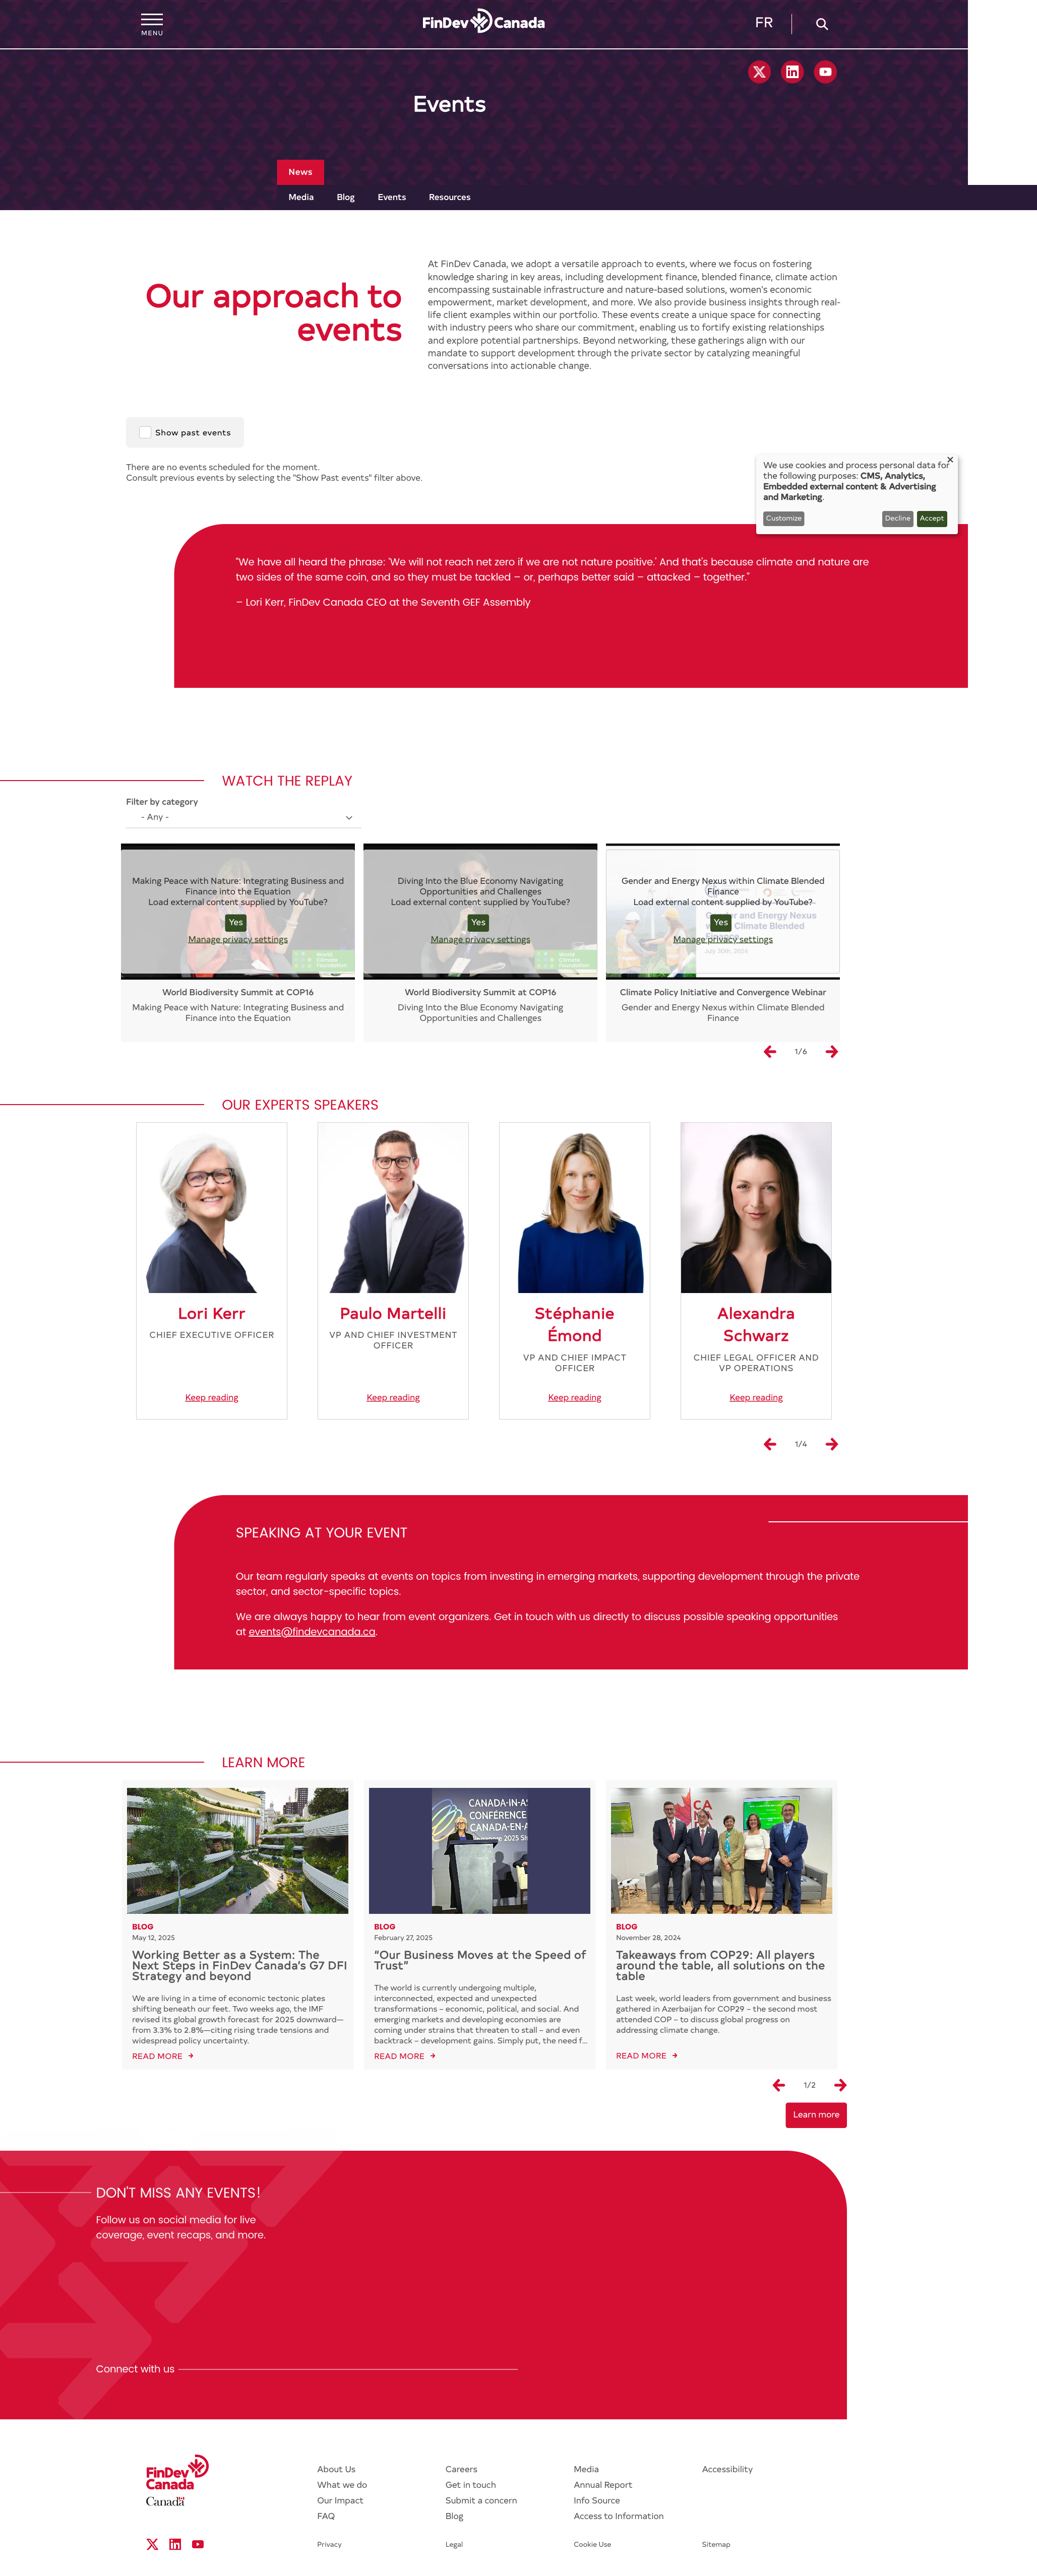 MENU
FinDev Canada
FR
Events
News
Media
Blog
Events
Resources
Our approach to
events
At FinDev Canada, we adopt a versatile approach to events, where we focus on fostering
knowledge sharing in key areas, including development finance, blended finance, climate action
encompassing sustainable infrastructure and nature-based solutions, women's economic
empowerment, market development, and more. We also provide business insights through real-
life client examples within our portfolio. These events create a unique space for connecting
with industry peers who share our commitment, enabling us to fortify existing relationships
and explore potential partnerships. Beyond networking, these gatherings align with our
mandate to support development through the private sector by catalyzing meaningful
conversations into actionable change.
Show past events
There are no events scheduled for the moment.
Consult previous events by selecting the "Show Past events" filter above.
We use cookies and process personal data for
the following purposes: CMS, Analytics,
Embedded external content & Advertising
and Marketing.
Customize
Decline
Accept
"We have all heard the phrase: 'We will not reach net zero if we are not nature positive.' And that's because climate and nature are
two sides of the same coin, and so they must be tackled – or, perhaps better said – attacked – together."
– Lori Kerr, FinDev Canada CEO at the Seventh GEF Assembly
WATCH THE REPLAY
Filter by category
- Any -
Making Peace with Nature: Integrating Business and
Finance into the Equation
Load external content supplied by YouTube?
Yes
Manage privacy settings
World Climate Foundation
World Biodiversity Summit at COP16
Making Peace with Nature: Integrating Business and
Finance into the Equation
Diving Into the Blue Economy Navigating
Opportunities and Challenges
Load external content supplied by YouTube?
Yes
Manage privacy settings
World Climate Foundation
World Biodiversity Summit at COP16
Diving Into the Blue Economy Navigating
Opportunities and Challenges
Gender and Energy Nexus within Climate Blended
Finance
Load external content supplied by YouTube?
Yes
Manage privacy settings
July 30th, 2024
Climate Policy Initiative and Convergence Webinar
Gender and Energy Nexus within Climate Blended
Finance
1/6
OUR EXPERTS SPEAKERS
Lori Kerr
CHIEF EXECUTIVE OFFICER
Keep reading
Paulo Martelli
VP AND CHIEF INVESTMENT
OFFICER
Keep reading
Stéphanie
Émond
VP AND CHIEF IMPACT
OFFICER
Keep reading
Alexandra
Schwarz
CHIEF LEGAL OFFICER AND
VP OPERATIONS
Keep reading
1/4
SPEAKING AT YOUR EVENT
Our team regularly speaks at events on topics from investing in emerging markets, supporting development through the private
sector, and sector-specific topics.
We are always happy to hear from event organizers. Get in touch with us directly to discuss possible speaking opportunities
at events@findevcanada.ca.
LEARN MORE
BLOG
May 12, 2025
Working Better as a System: The
Next Steps in FinDev Canada's G7 DFI
Strategy and beyond
We are living in a time of economic tectonic plates
shifting beneath our feet. Two weeks ago, the IMF
revised its global growth forecast for 2025 downward—
from 3.3% to 2.8%—citing rising trade tensions and
widespread policy uncertainty.
READ MORE
CANADA-IN-AS
CONFÉRENCE
CANADA-EN-A
BLOG
February 27, 2025
"Our Business Moves at the Speed of
Trust"
The world is currently undergoing multiple,
interconnected, expected and unexpected
transformations – economic, political, and social. And
emerging markets and developing economies are
coming under strains that threaten to stall – and even
backtrack – development gains. Simply put, the need f...
READ MORE
BLOG
November 28, 2024
Takeaways from COP29: All players
around the table, all solutions on the
table
Last week, world leaders from government and business
gathered in Azerbaijan for COP29 – the second most
attended COP – to discuss global progress on
addressing climate change.
READ MORE
1/2
Learn more
DON'T MISS ANY EVENTS!
Follow us on social media for live
coverage, event recaps, and more.
Connect with us
FinDev
Canada
Canada
About Us
What we do
Our Impact
FAQ
Careers
Get in touch
Submit a concern
Blog
Media
Annual Report
Info Source
Access to Information
Accessibility
Privacy
Legal
Cookie Use
Sitemap